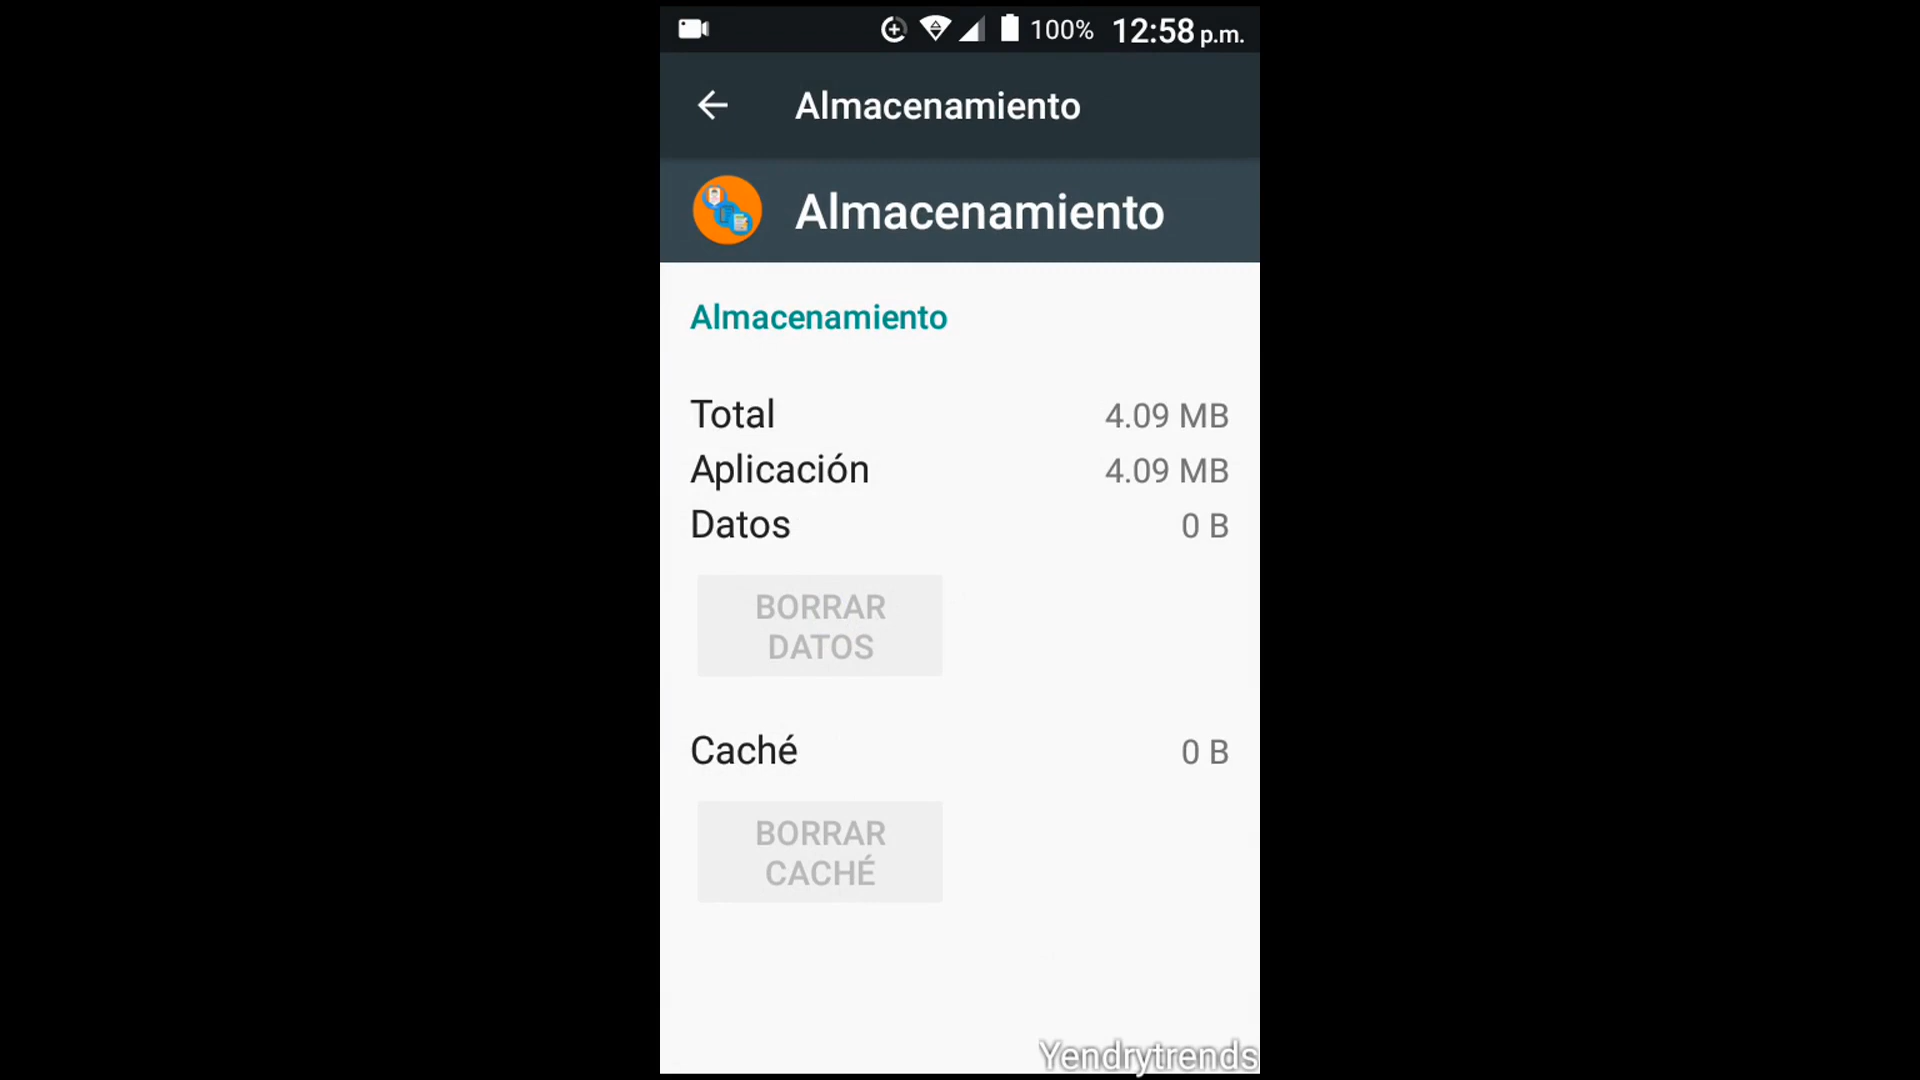 100% 12:58 p.m.
Almacenamiento
Almacenamiento
Almacenamiento
Total 4.09 MB
Aplicación 4.09 MB
Datos 0 B
BORRAR
DATOS
Caché 0 B
BORRAR
CACHÉ
Yendrytrends